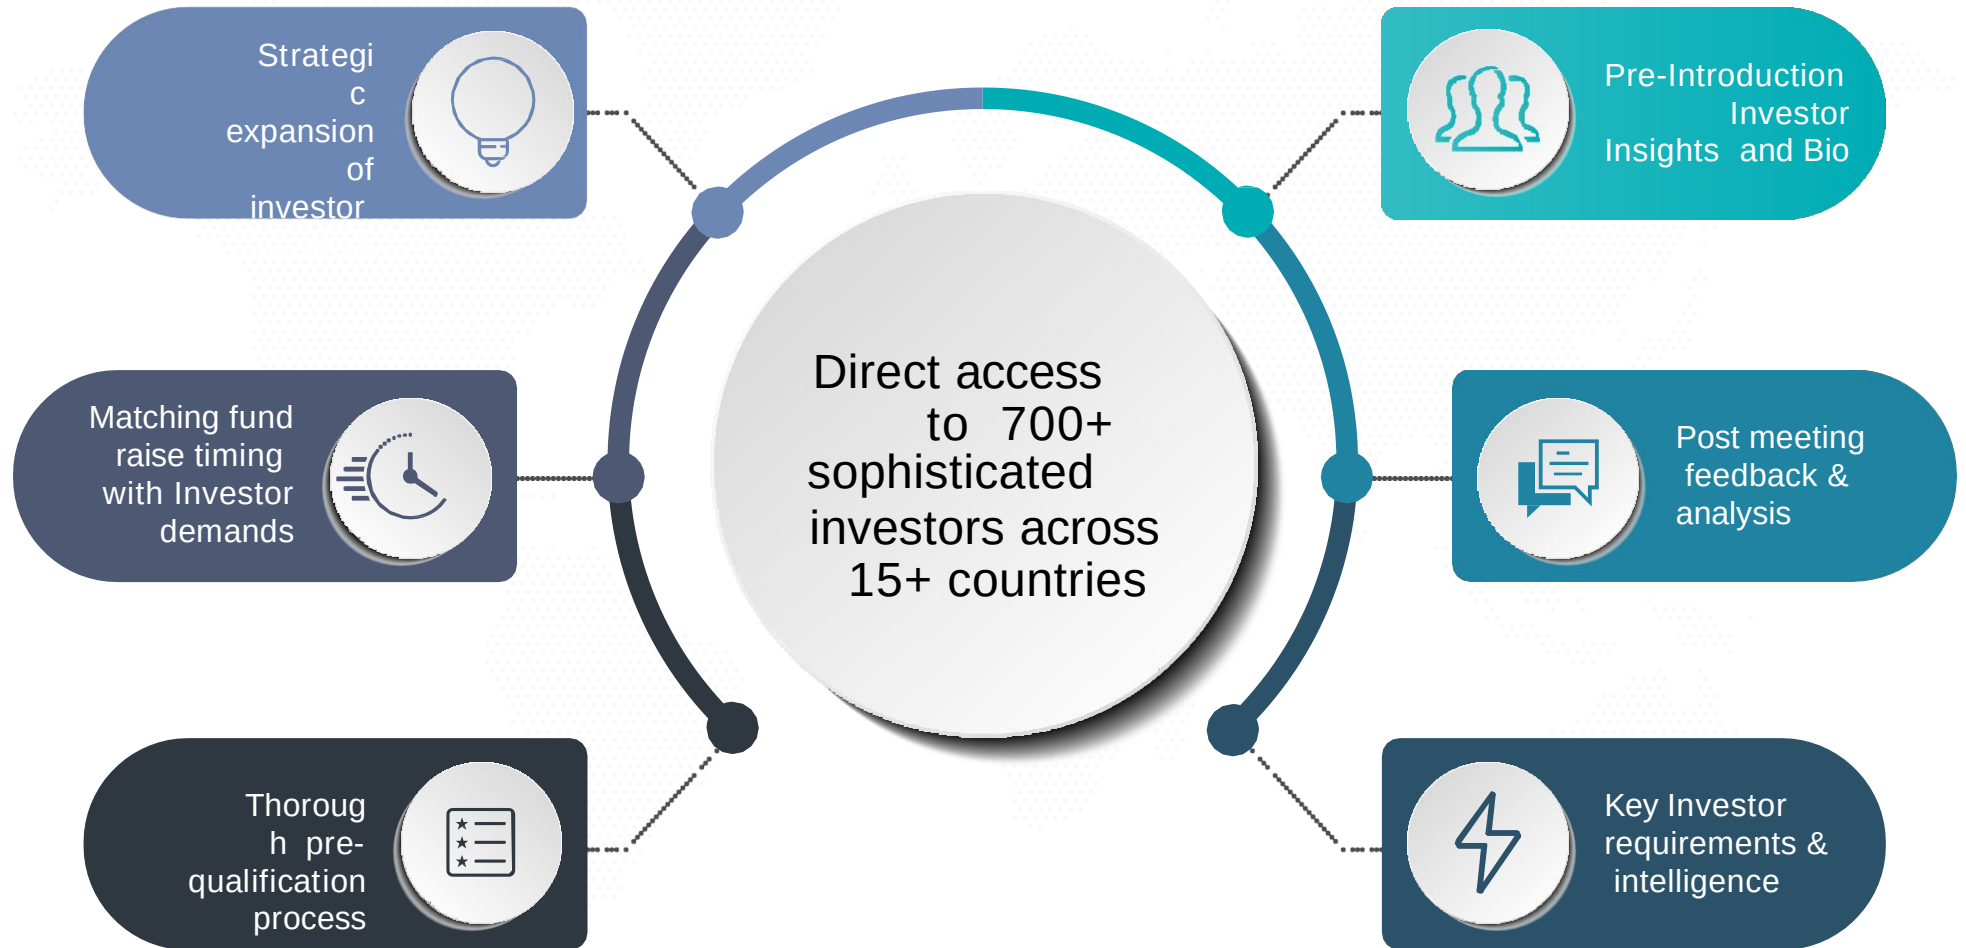 Strategi
c
expansion
of
investor
Matching fund
raise timing
with Investor
demands
Thoroug
h pre-
qualification
process
Direct access
to 700+
sophisticated
investors across
15+ countries
Pre-Introduction
Investor
Insights and Bio
Post meeting
feedback &
analysis
Key Investor
requirements &
intelligence